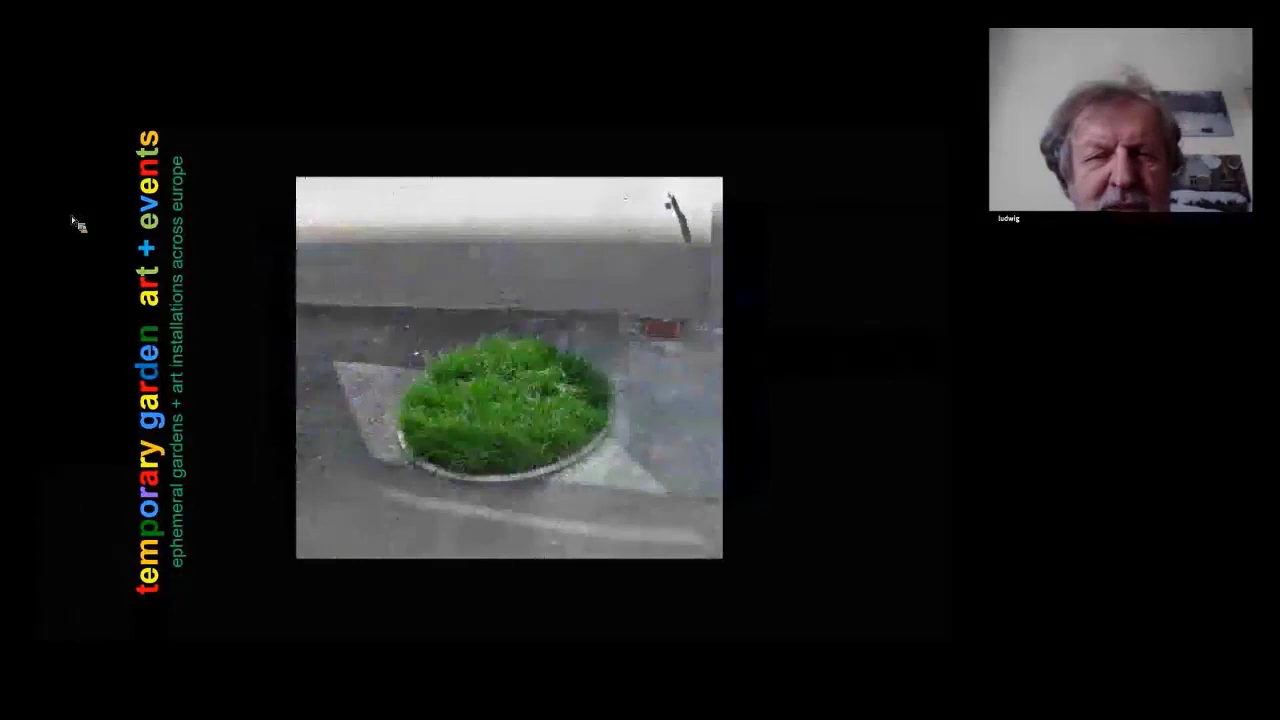 temporary garden art + events
ephemeral gardens + art installations across europe
ludwig